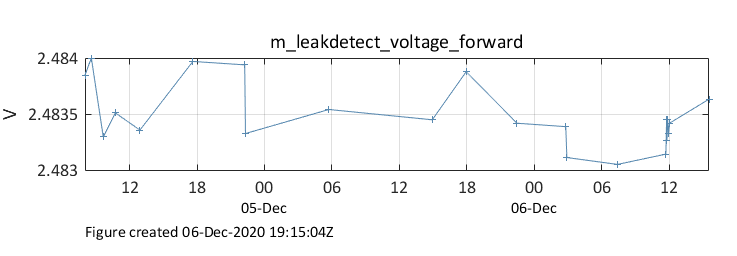 m_leakdetect_voltage_forward
2.484
2.4835
2.483
V
12 18 00 06 12 18 00 06 12
05-Dec 06-Dec
Figure created 06-Dec-2020 19:15:04Z